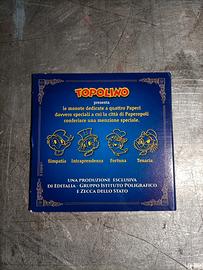 TOPOLINO
presenta
le monete dedicate a quattro Paperi
davvero speciali a cui la città di Paperopoli
conferisce una menzione speciale.
Simpatia Intraprendenza Fortuna Tenacia
UNA PRODUZIONE ESCLUSIVA
DI EDITALIA - GRUPPO ISTITUTO POLIGRAFICO
E ZECCA DELLO STATO